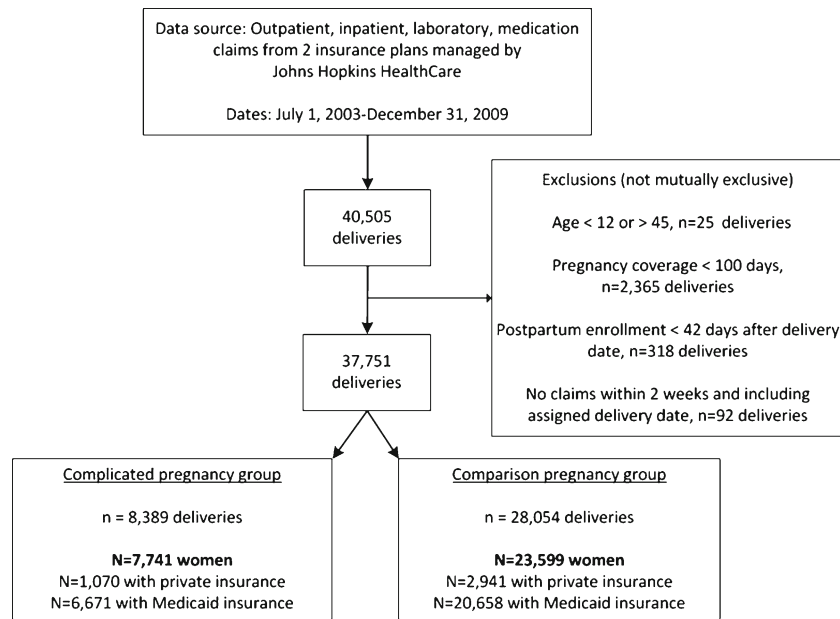 Data source: Outpatient, inpatient, laboratory, medication
claims from 2 insurance plans managed by
Johns Hopkins HealthCare
Dates: July 1, 2003-December 31, 2009
40,505
deliveries
Exclusions (not mutually exclusive)
Age < 12 or > 45, n=25 deliveries
Pregnancy coverage < 100 days,
n=2,365 deliveries
Postpartum enrollment < 42 days after delivery
date, n=318 deliveries
No claims within 2 weeks and including
assigned delivery date, n=92 deliveries
37,751
deliveries
Complicated pregnancy group
n = 8,389 deliveries
N=7,741 women
N=1,070 with private insurance
N=6,671 with Medicaid insurance
Comparison pregnancy group
n = 28,054 deliveries
N=23,599 women
N=2,941 with private insurance
N=20,658 with Medicaid insurance